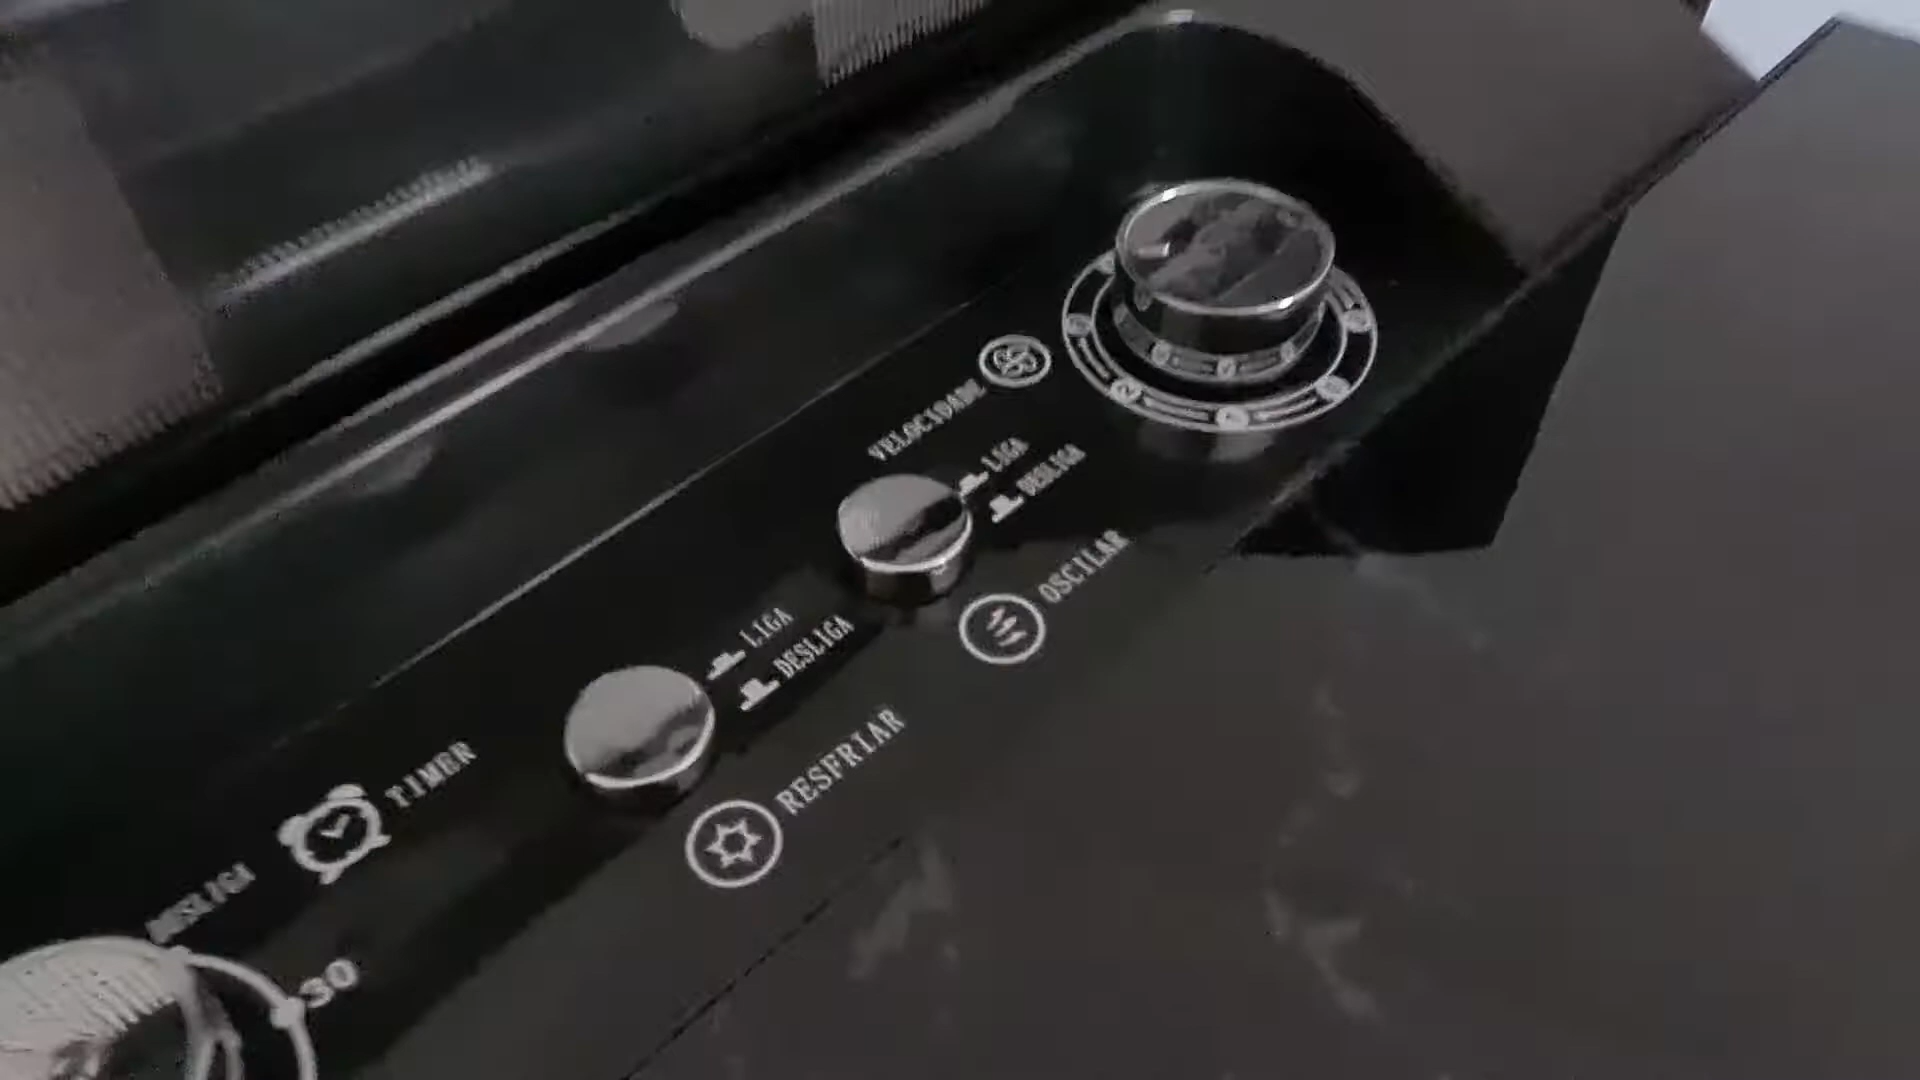 VELOCIDADE
LIGA
DESLIGA
OSCILAR
LIGA
DESLIGA
RESFRIAR
TIMER
DESLIGA
30